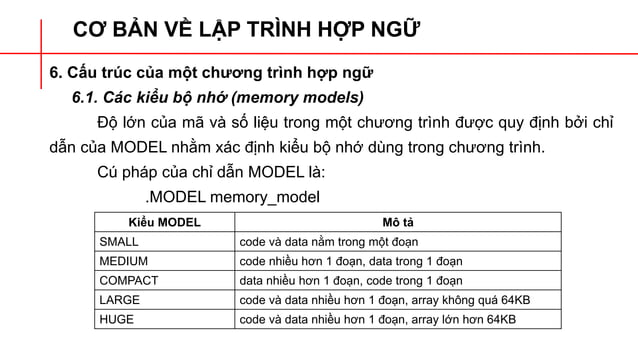 CƠ BẢN VỀ LẬP TRÌNH HỢP NGỮ
6. Cấu trúc của một chương trình hợp ngữ
6.1. Các kiểu bộ nhớ (memory models)
Độ lớn của mã và số liệu trong một chương trình được quy định bởi chỉ
dẫn của MODEL nhằm xác định kiểu bộ nhớ dùng trong chương trình.
Cú pháp của chỉ dẫn MODEL là:
.MODEL memory_model
Kiểu MODEL Mô tả
SMALL code và data nằm trong một đoạn
MEDIUM code nhiều hơn 1 đoạn, data trong 1 đoạn
COMPACT data nhiều hơn 1 đoạn, code trong 1 đoạn
LARGE code và data nhiều hơn 1 đoạn, array không quá 64KB
HUGE code và data nhiều hơn 1 đoạn, array lớn hơn 64KB